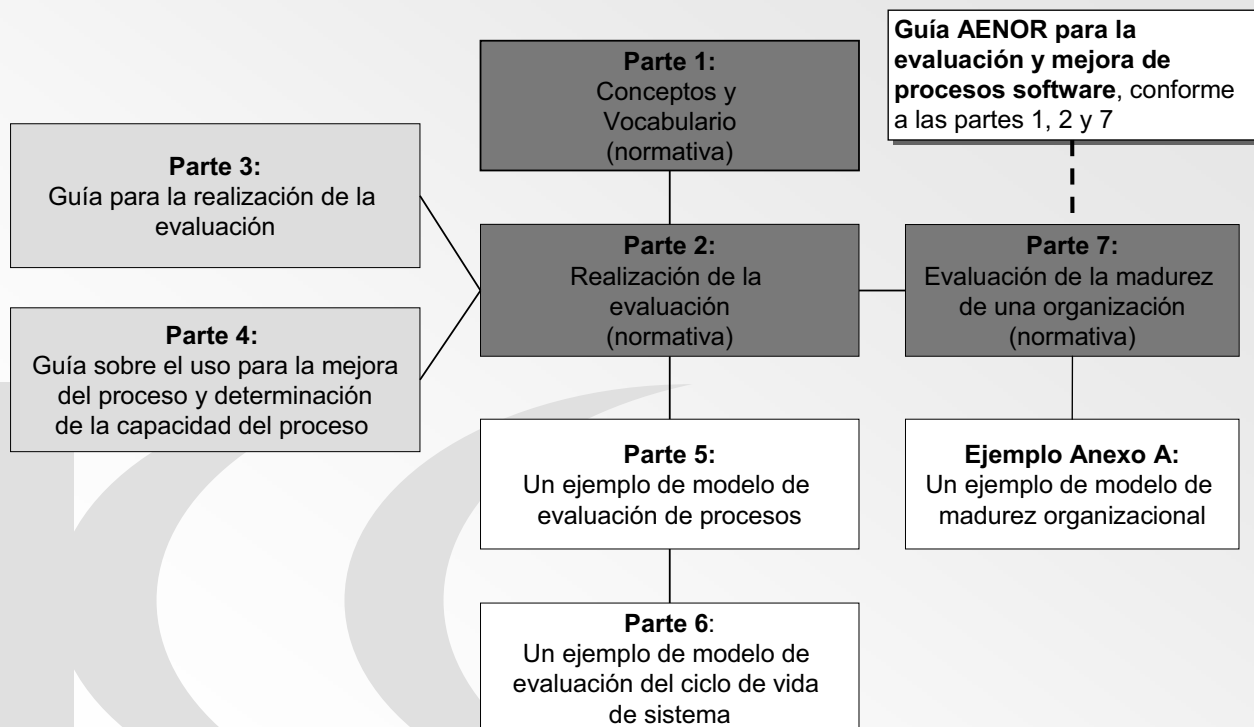 Parte 1:
Conceptos y
Vocabulario
(normativa)
Guía AENOR para la
evaluación y mejora de
procesos software, conforme
a las partes 1, 2 y 7
Parte 3:
Guía para la realización de la
evaluación
Parte 2:
Realización de la
evaluación
(normativa)
Parte 7:
Evaluación de la madurez
de una organización
(normativa)
Parte 4:
Guía sobre el uso para la mejora
del proceso y determinación
de la capacidad del proceso
Parte 5:
Un ejemplo de modelo de
evaluación de procesos
Ejemplo Anexo A:
Un ejemplo de modelo de
madurez organizacional
Parte 6:
Un ejemplo de modelo de
evaluación del ciclo de vida
de sistema